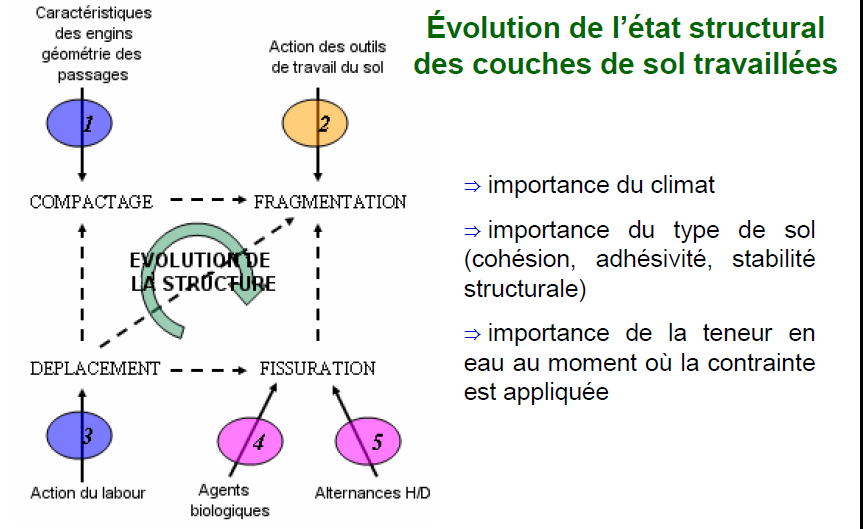 Caractéristiques
des engins
géométrie des
passages
Action des outils
de travail du sol
Évolution de l’état structural
des couches de sol travaillées
1
2
COMPACTAGE
FRAGMENTATION
EVOLUTION DE
LA STRUCTURE
DEPLACEMENT
FISSURATION
3
4
5
Action du labour
Agents
biologiques
Alternances H/D
⇒ importance du climat
⇒ importance du type de sol
(cohésion, adhésivité, stabilité
structurale)
⇒ importance de la teneur en
eau au moment où la contrainte
est appliquée